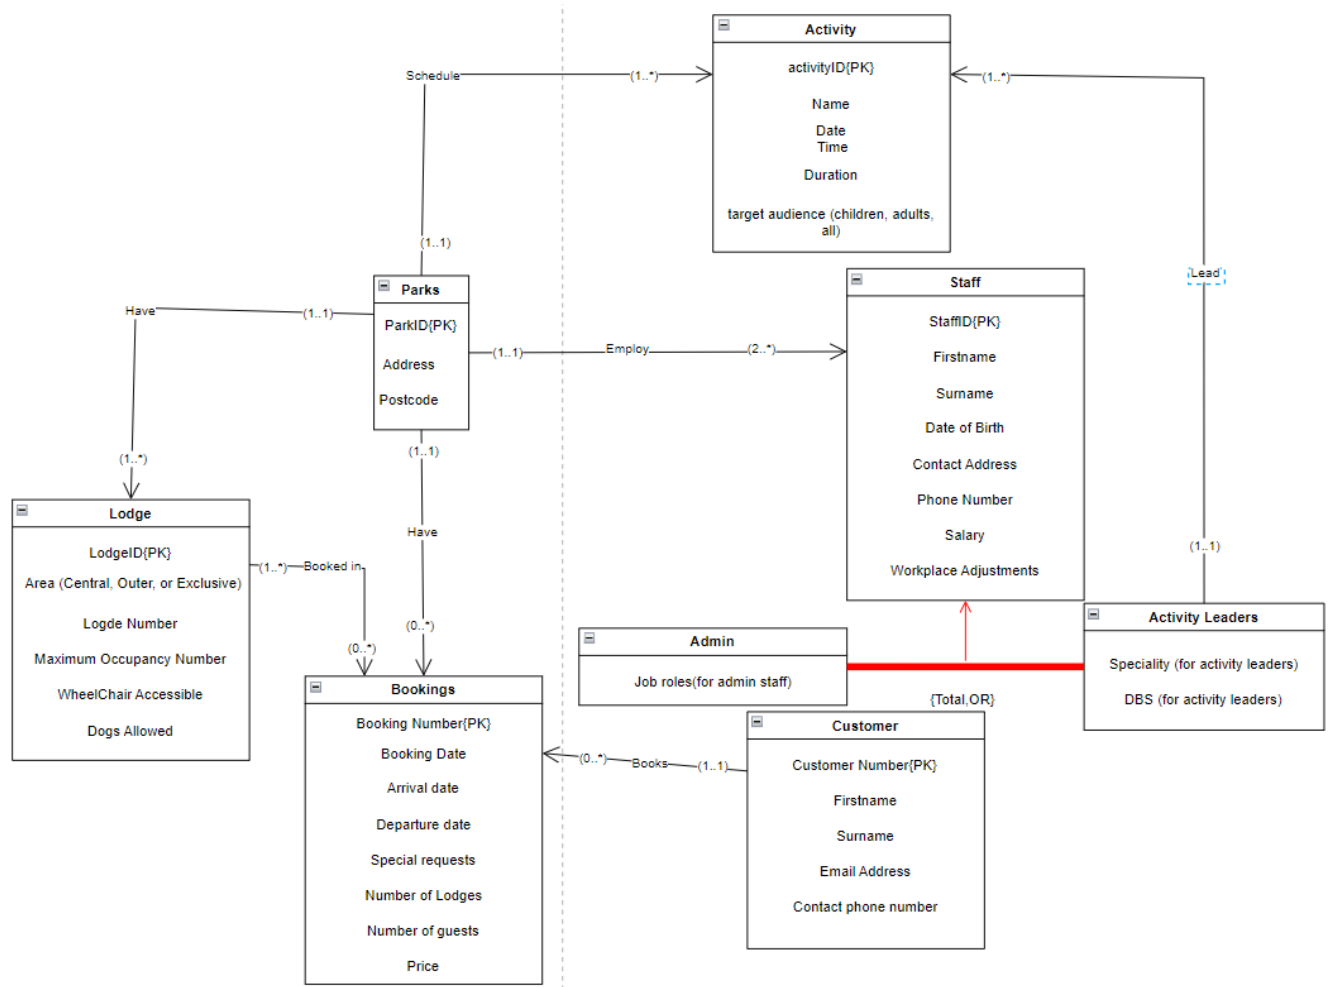 Activity
activityID{PK}
Name
Date
Time
Duration
target audience (children, adults,
all)
Schedule
(1..*)
(1..1)
(1..*)
Lead
(1..1)
Parks
ParkID{PK}
Address
Postcode
Have
(1..1)
(1..*)
(1..1)
Employ
(2..*)
Staff
StaffID{PK}
Firstname
Surname
Date of Birth
Contact Address
Phone Number
Salary
Workplace Adjustments
(1..1)
Have
(0..*)
Lodge
LodgeID{PK}
Area (Central, Outer, or Exclusive)
Logde Number
Maximum Occupancy Number
WheelChair Accessible
Dogs Allowed
(1..*)
Booked in
(0..*)
Admin
Job roles(for admin staff)
Activity Leaders
Speciality (for activity leaders)
DBS (for activity leaders)
{Total,OR}
Bookings
Booking Number{PK}
Booking Date
Arrival date
Departure date
Special requests
Number of Lodges
Number of guests
Price
(0..*)
Books
(1..1)
Customer
Customer Number{PK}
Firstname
Surname
Email Address
Contact phone number